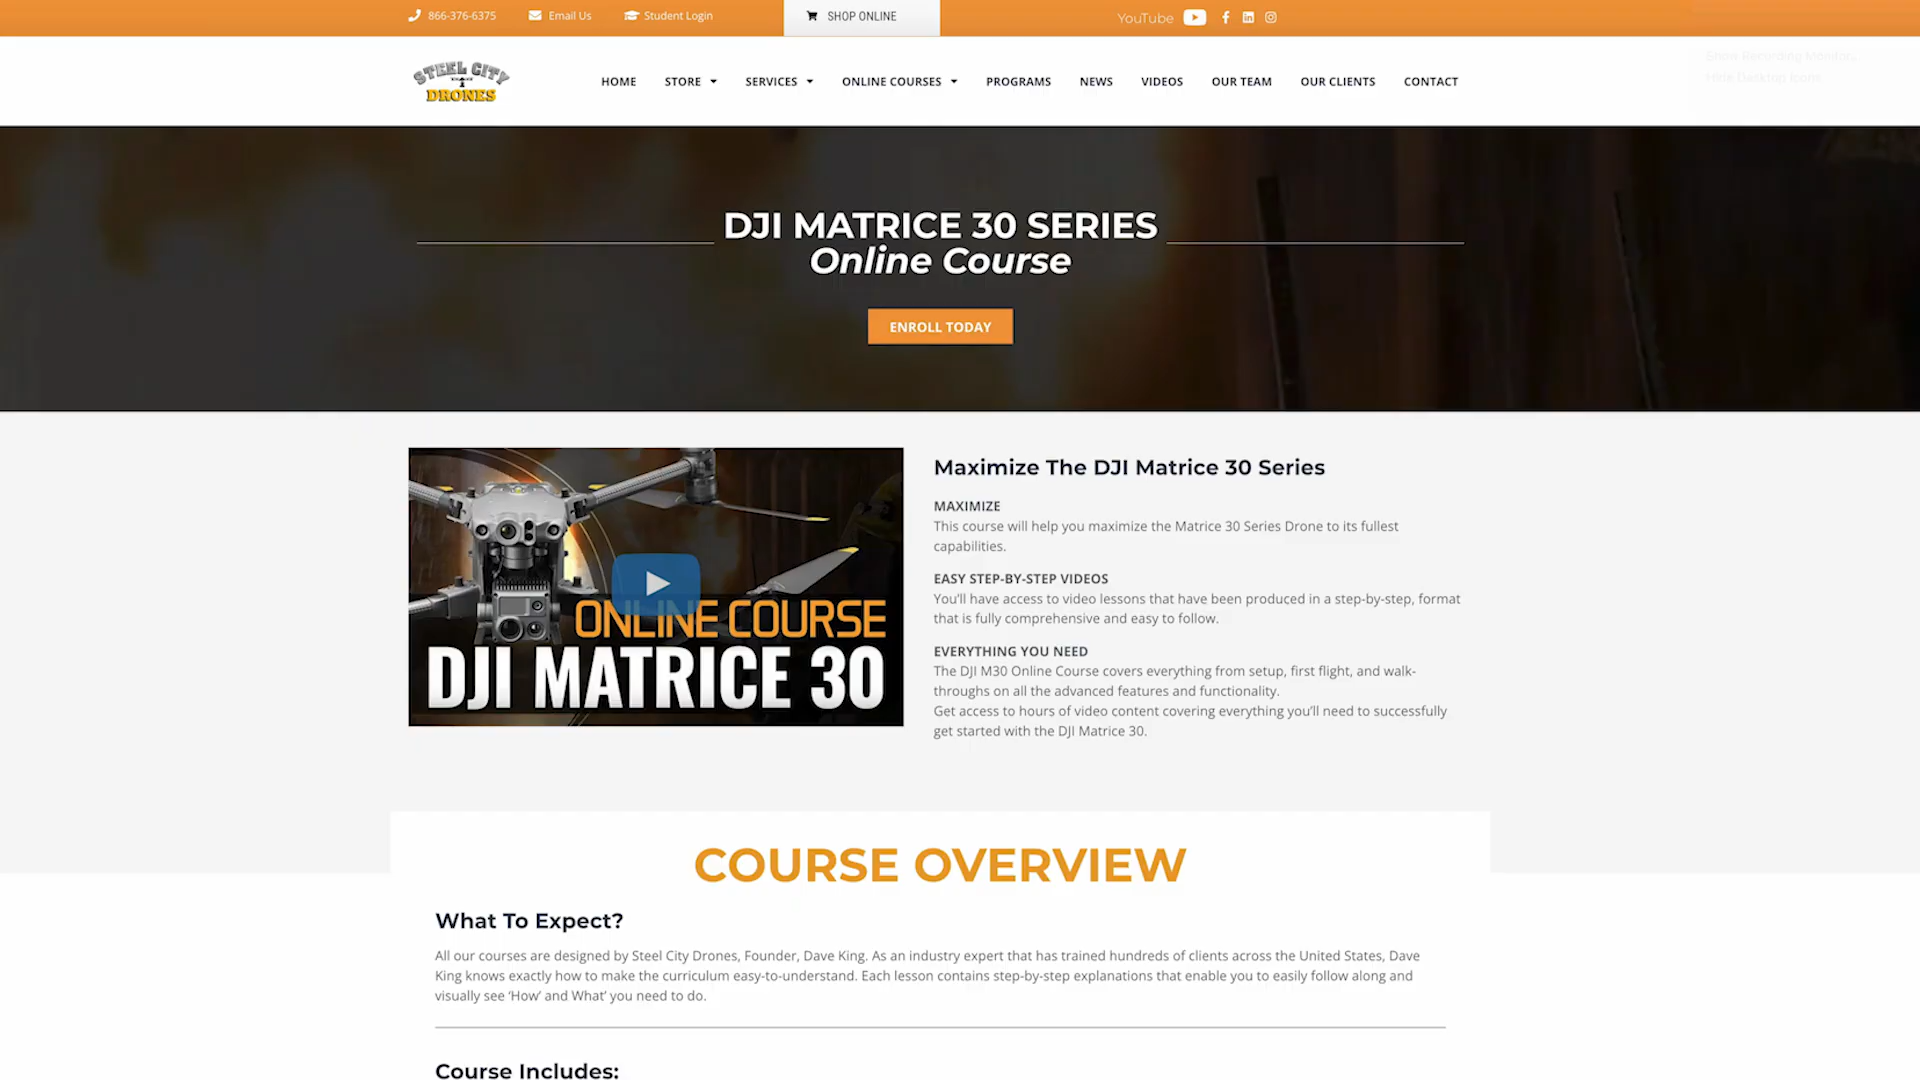 866-376-6375
Email Us
Student Login
SHOP ONLINE
YouTube
Show Recording Monitor...
Hide Desktop Icons
STEEL CITY
DRONES
HOME
STORE
SERVICES
ONLINE COURSES
PROGRAMS
NEWS
VIDEOS
OUR TEAM
OUR CLIENTS
CONTACT
DJI MATRICE 30 SERIES
Online Course
ENROLL TODAY
ONLINE COURSE
DJI MATRICE 30
Maximize The DJI Matrice 30 Series
MAXIMIZE
This course will help you maximize the Matrice 30 Series Drone to its fullest
capabilities.
EASY STEP-BY-STEP VIDEOS
You'll have access to video lessons that have been produced in a step-by-step, format
that is fully comprehensive and easy to follow.
EVERYTHING YOU NEED
The DJI M30 Online Course covers everything from setup, first flight, and walk-
throughs on all the advanced features and functionality.
Get access to hours of video content covering everything you'll need to successfully
get started with the DJI Matrice 30.
COURSE OVERVIEW
What To Expect?
All our courses are designed by Steel City Drones, Founder, Dave King. As an industry expert that has trained hundreds of clients across the United States, Dave
King knows exactly how to make the curriculum easy-to-understand. Each lesson contains step-by-step explanations that enable you to easily follow along and
visually see ‘How’ and What’ you need to do.
Course Includes: